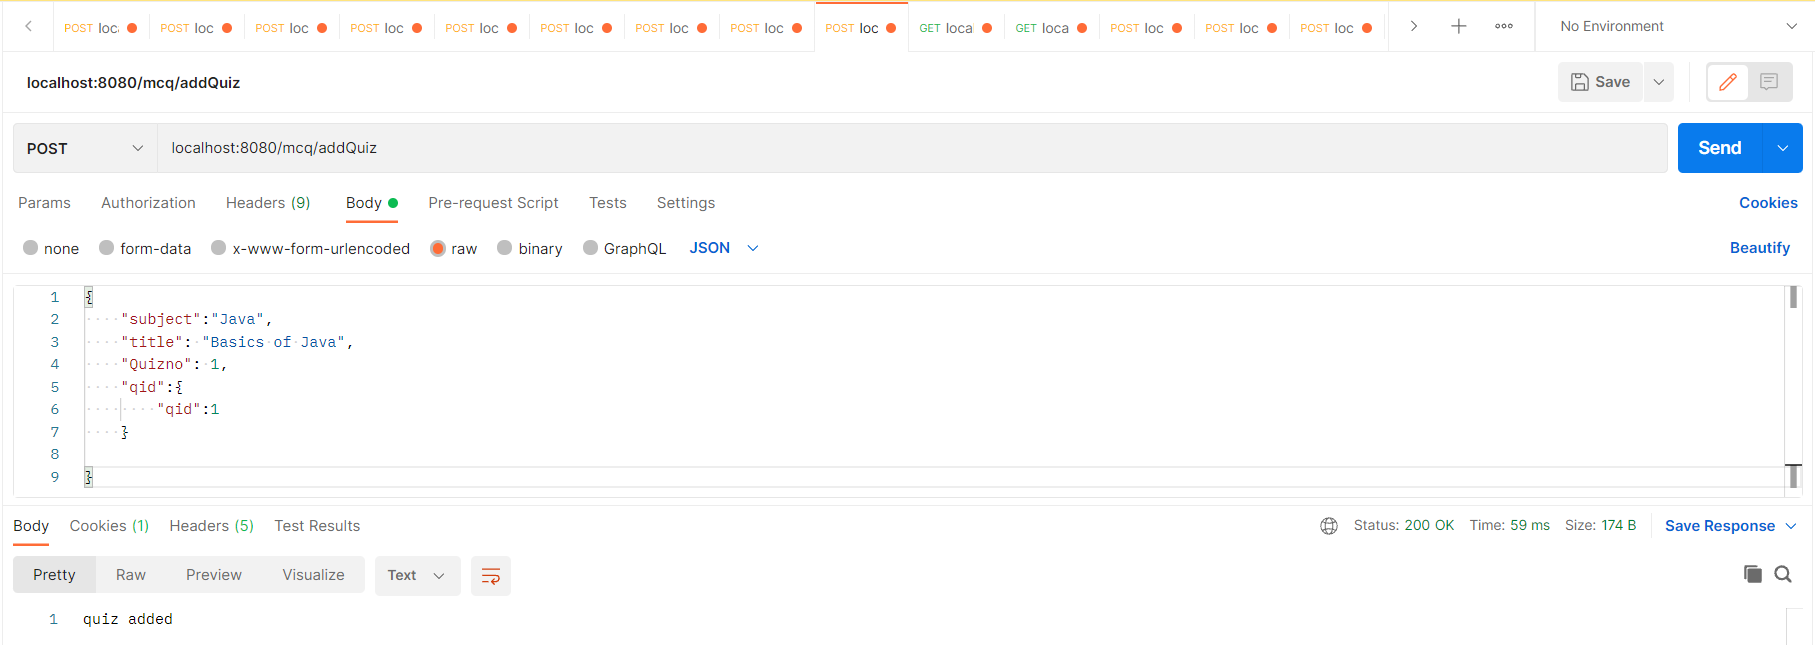 POST loc POST loc POST loc POST loc POST loc POST loc POST loc POST loc POST loc GET loca GET loca POST loc POST loc POST loc No Environment
localhost:8080/mcq/addQuiz Save
POST localhost:8080/mcq/addQuiz Send
Params Authorization Headers (9) Body Pre-request Script Tests Settings Cookies
none form-data x-www-form-urlencoded raw binary GraphQL JSON Beautify
1 {
2 "subject":"Java",
3 "title": "Basics of Java",
4 "Quizno": 1,
5 "qid":{
6 "qid":1
7 }
8
9 }
Body Cookies (1) Headers (5) Test Results Status: 200 OK Time: 59 ms Size: 174 B Save Response
Pretty Raw Preview Visualize Text
1 quiz added